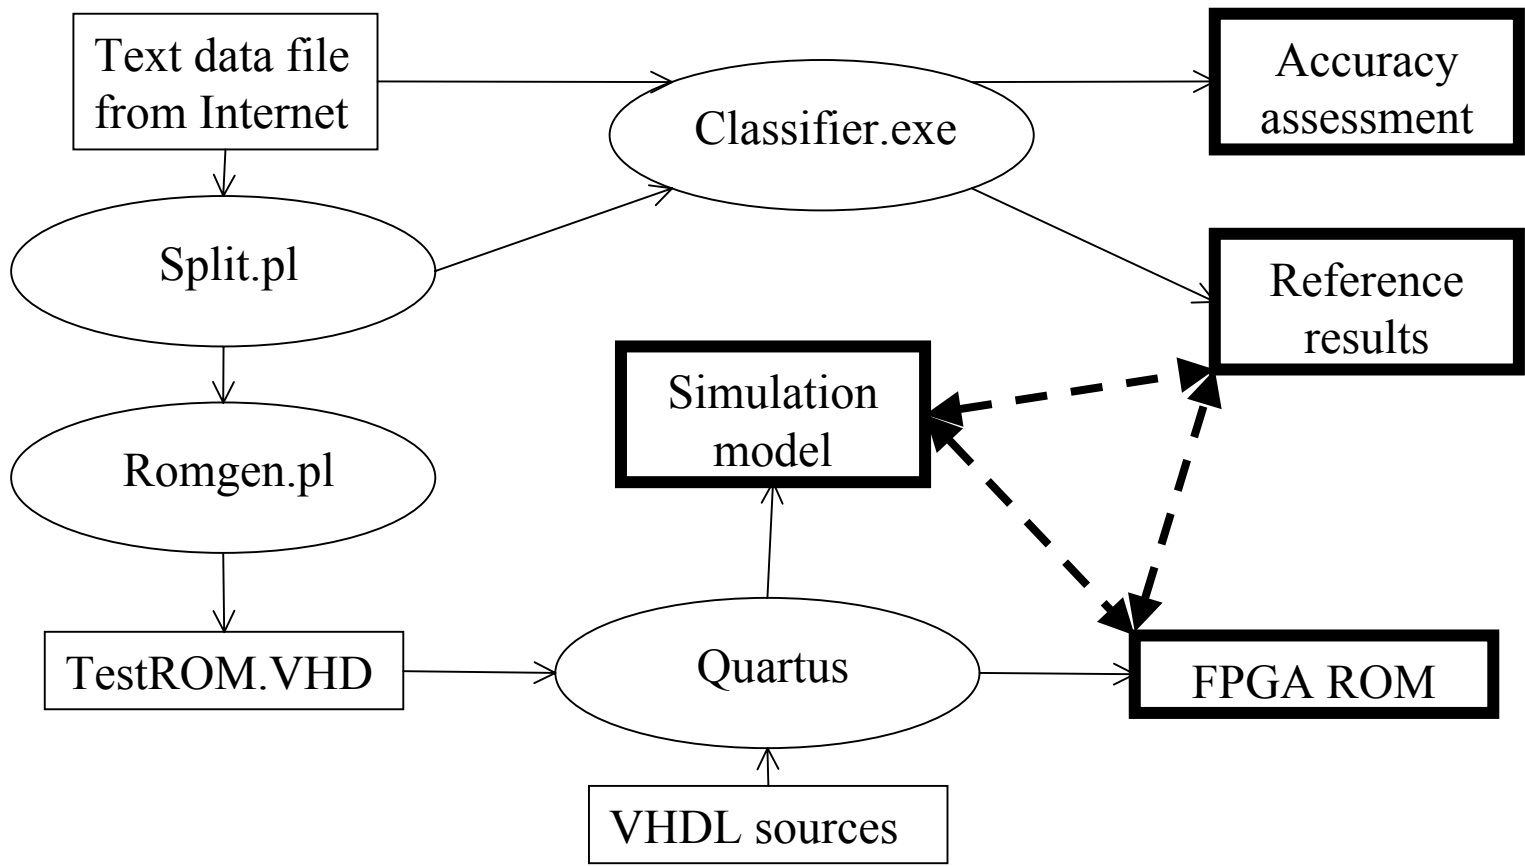 Text data file
from Internet
Classifier.exe
Accuracy
assessment
Split.pl
Reference
results
Simulation
model
Romgen.pl
TestROM.VHD
Quartus
FPGA ROM
VHDL sources